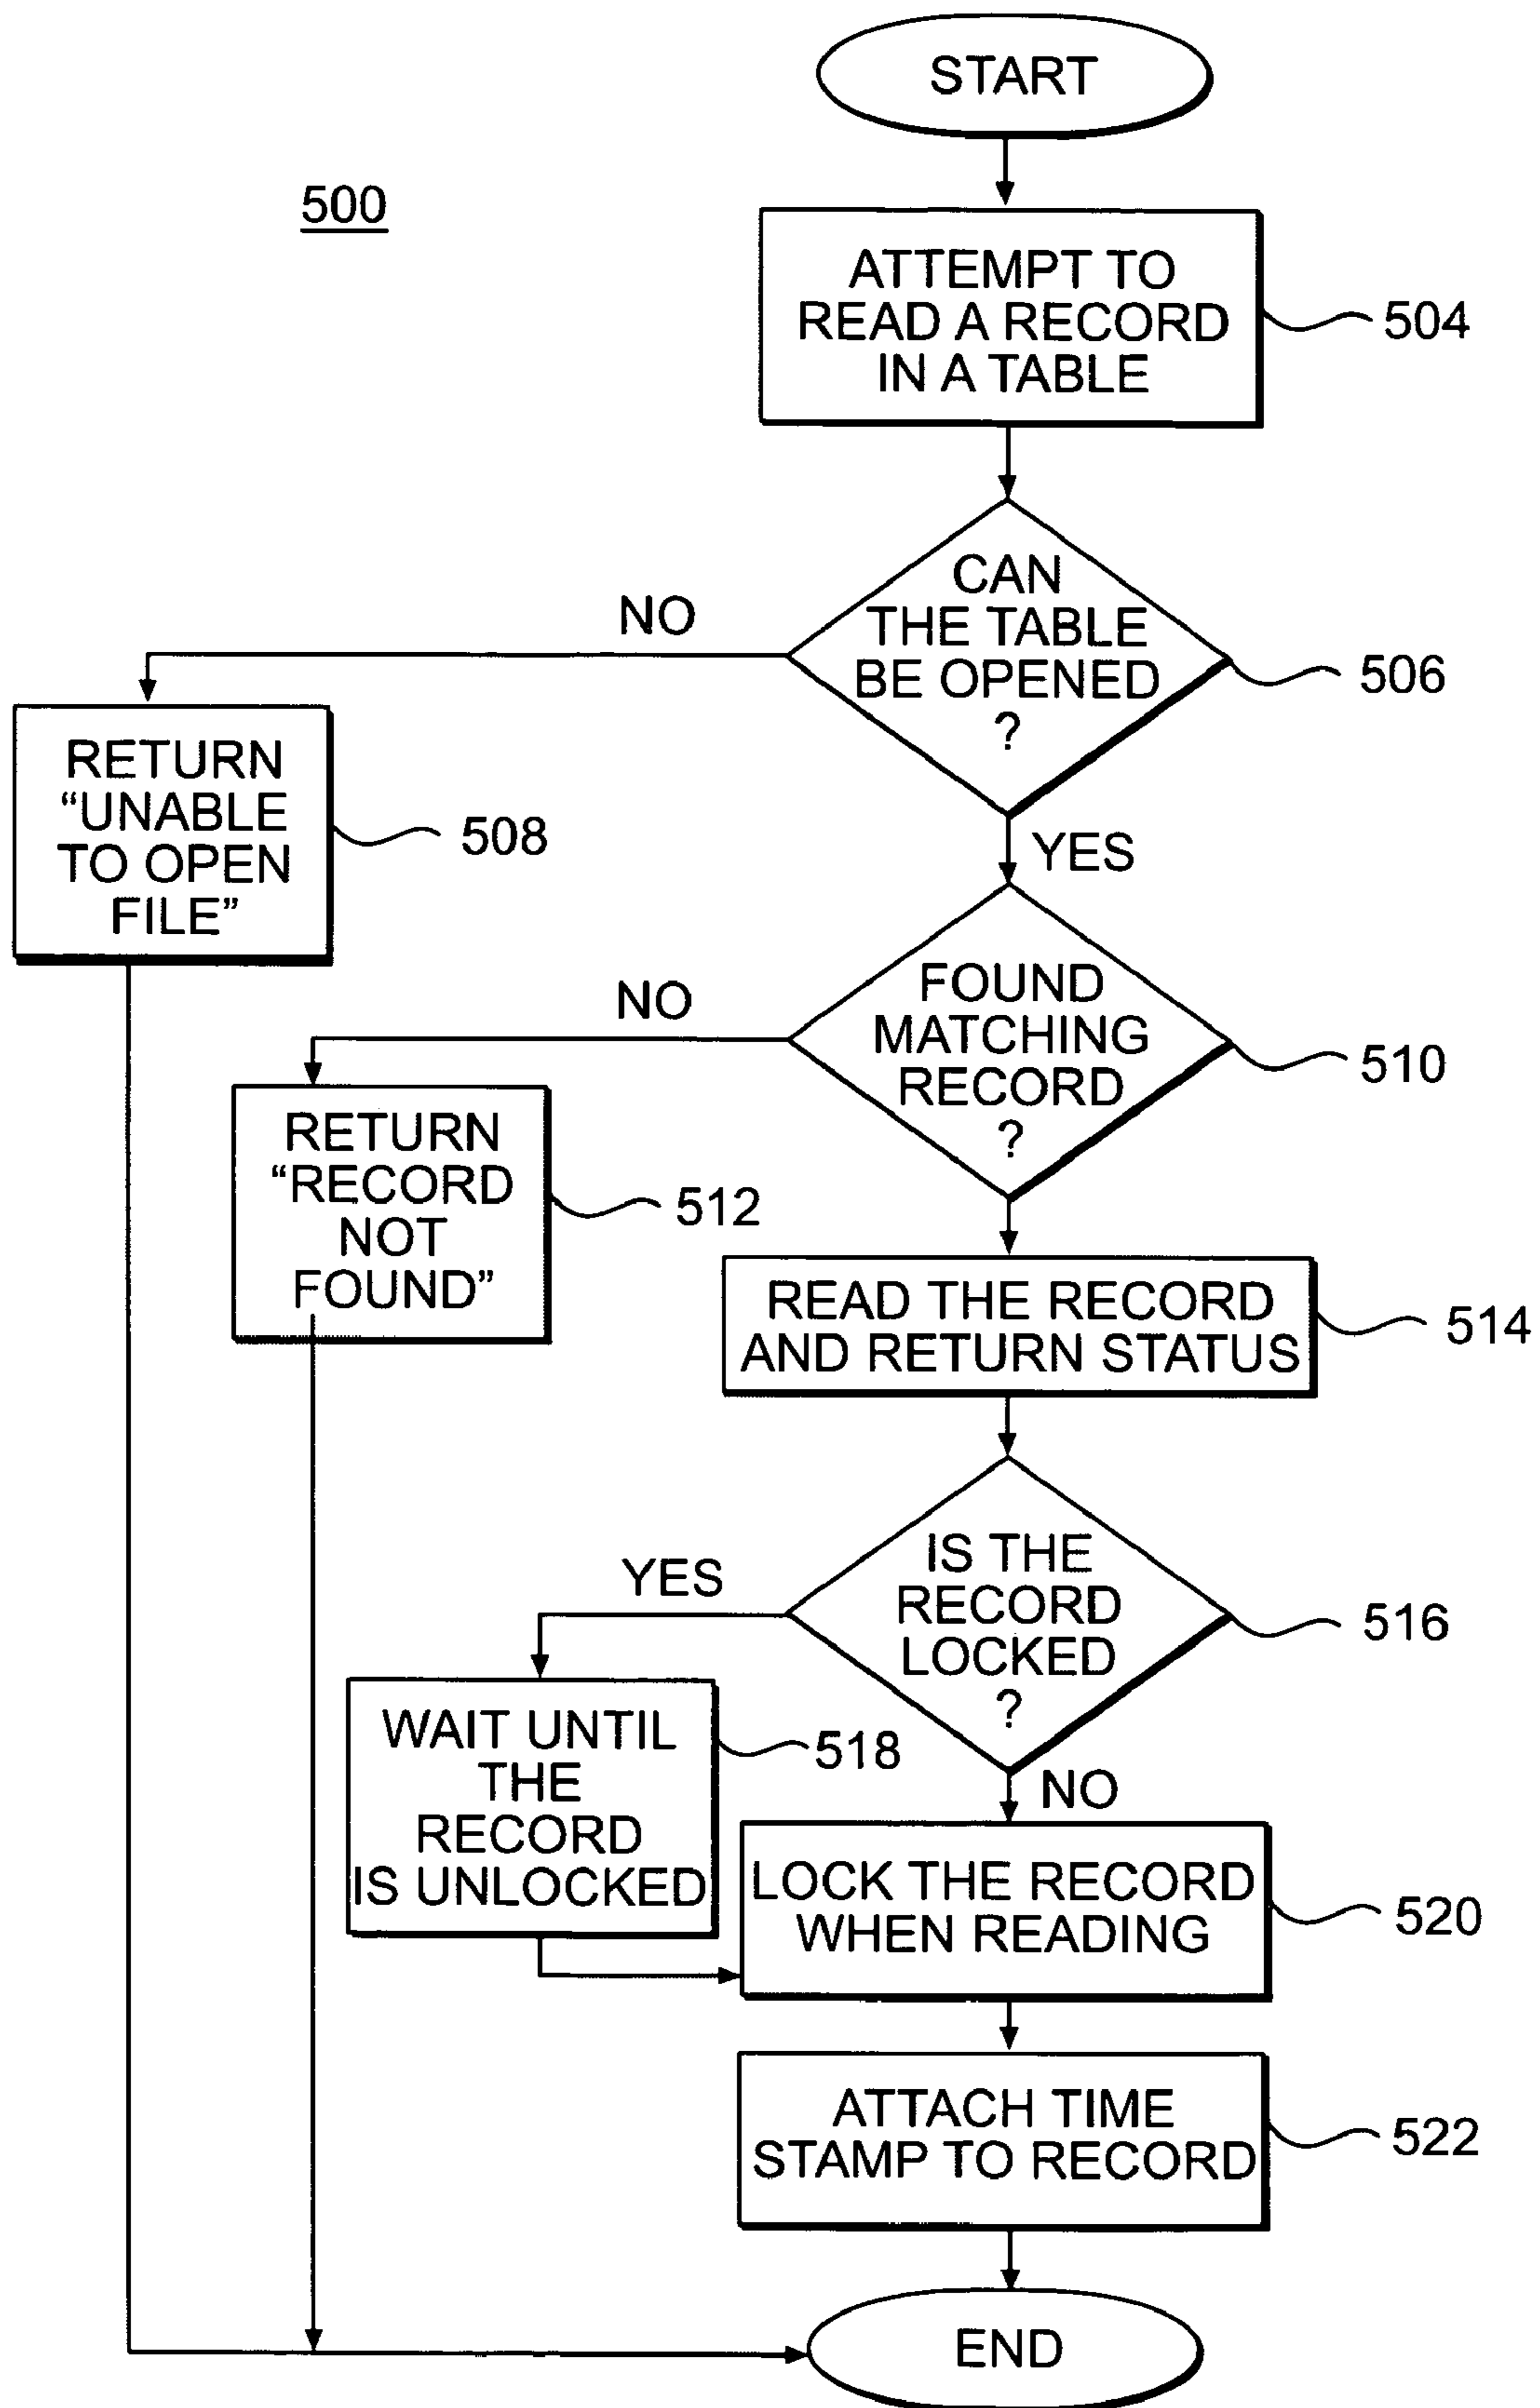 START
500
ATTEMPT TO
READ A RECORD
IN A TABLE
504
CAN
THE TABLE
BE OPENED
?
506
NO
RETURN
“UNABLE
TO OPEN
FILE”
508
YES
FOUND
MATCHING
RECORD
?
510
NO
RETURN
“RECORD
NOT
FOUND”
512
READ THE RECORD
AND RETURN STATUS
514
IS THE
RECORD
LOCKED
?
516
YES
WAIT UNTIL
THE
RECORD
IS UNLOCKED
518
NO
LOCK THE RECORD
WHEN READING
520
ATTACH TIME
STAMP TO RECORD
522
END